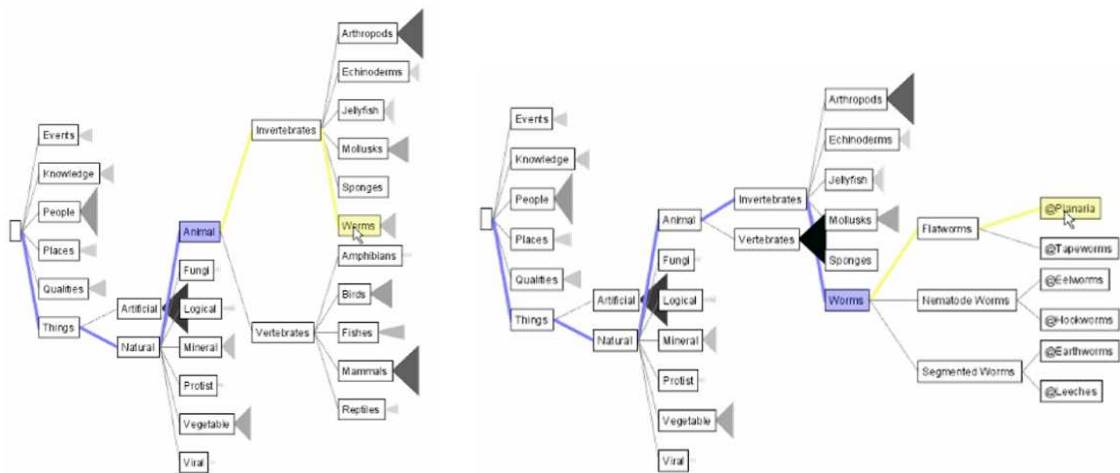 Events
Knowledge
People
Places
Qualities
Things
Artificial
Natural
Animal
Fungi
Logical
Mineral
Protist
Vegetable
Viral
Invertebrates
Vertebrates
Arthropods
Echinoderms
Jellyfish
Mollusks
Sponges
Worms
Amphibians
Birds
Fishes
Mammals
Reptiles
Events
Knowledge
People
Places
Qualities
Things
Artificial
Natural
Animal
Fungi
Logical
Mineral
Protist
Vegetable
Viral
Invertebrates
Vertebrates
Arthropods
Echinoderms
Jellyfish
Mollusks
Sponges
Worms
Flatworms
Nematode Worms
Segmented Worms
@Planaria
@Tapeworms
@Eelworms
@Hookworms
@Earthworms
@Leeches